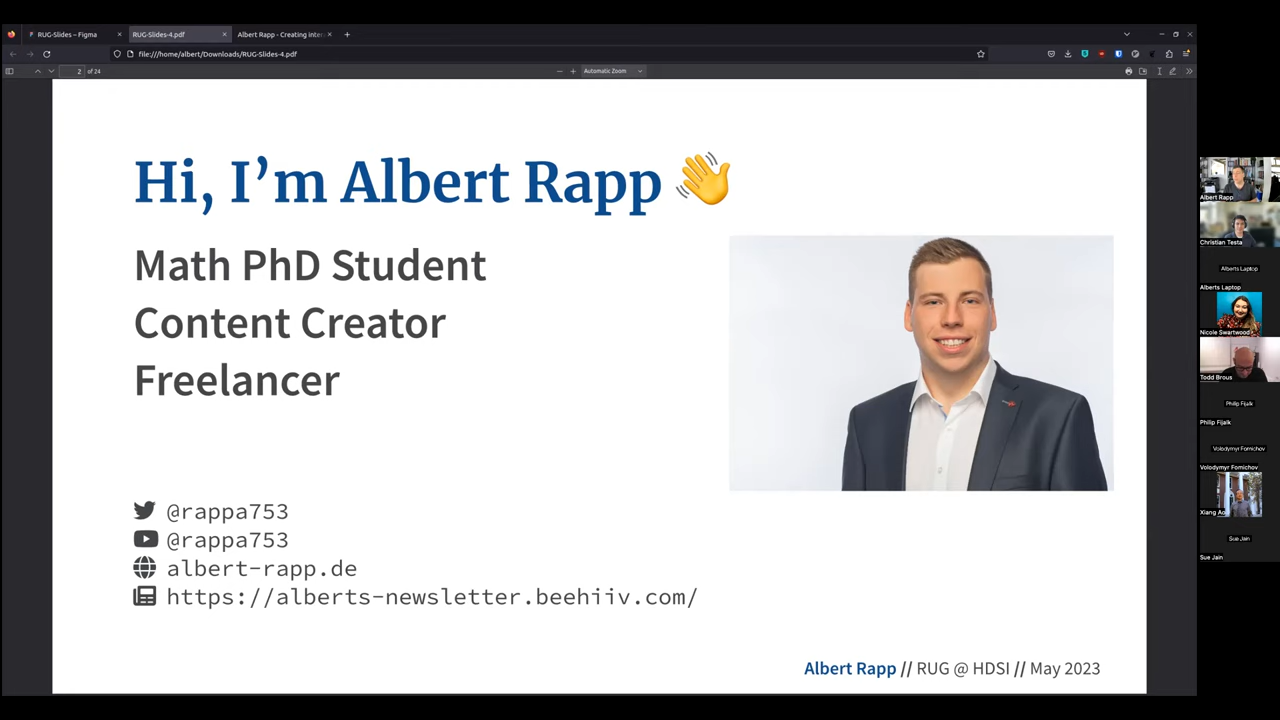 RUG-Slides – Figma
RUG-Slides-4.pdf
Albert Rapp - Creating inter
file:///home/albert/Downloads/RUG-Slides-4.pdf
2 of 24
Automatic Zoom
Hi, I’m Albert Rapp 👋
Math PhD Student
Content Creator
Freelancer
@rappa753
@rappa753
albert-rapp.de
https://alberts-newsletter.beehiiv.com/
Albert Rapp // RUG @ HDSI // May 2023
Albert Rapp
Christian Testa
Alberts Laptop
Alberts Laptop
Nicole Swartwood
Todd Brous
Philip Fijalk
Philip Fijalk
Volodymyr Fomichov
Volodymyr Fomichov
Xiang Ao
Sue Jain
Sue Jain